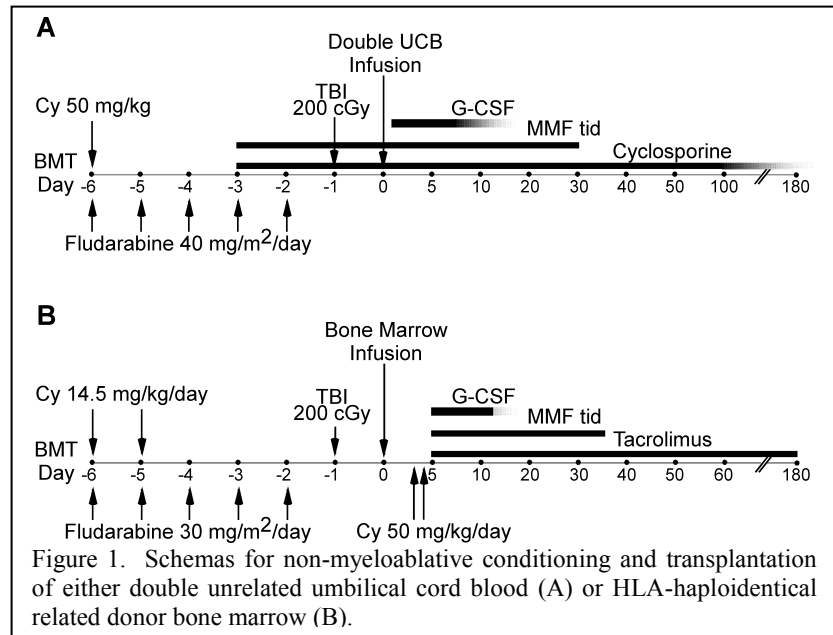 A
Double UCB
Infusion
TBI
200 cGy
G-CSF
Cy 50 mg/kg
MMF tid
Cyclosporine
BMT
Day
-6 -5 -4 -3 -2 -1 0 5 10 20 30 40 50 100 180
Fludarabine 40 mg/m2/day
B
Bone Marrow
Infusion
Cy 14.5 mg/kg/day
TBI
200 cGy
G-CSF
MMF tid
Tacrolimus
BMT
Day
-6 -5 -4 -3 -2 -1 0 5 10 20 30 40 50 60 180
Fludarabine 30 mg/m2/day
Cy 50 mg/kg/day
Figure 1. Schemas for non-myeloablative conditioning and transplantation
of either double unrelated umbilical cord blood (A) or HLA-haploidentical
related donor bone marrow (B).